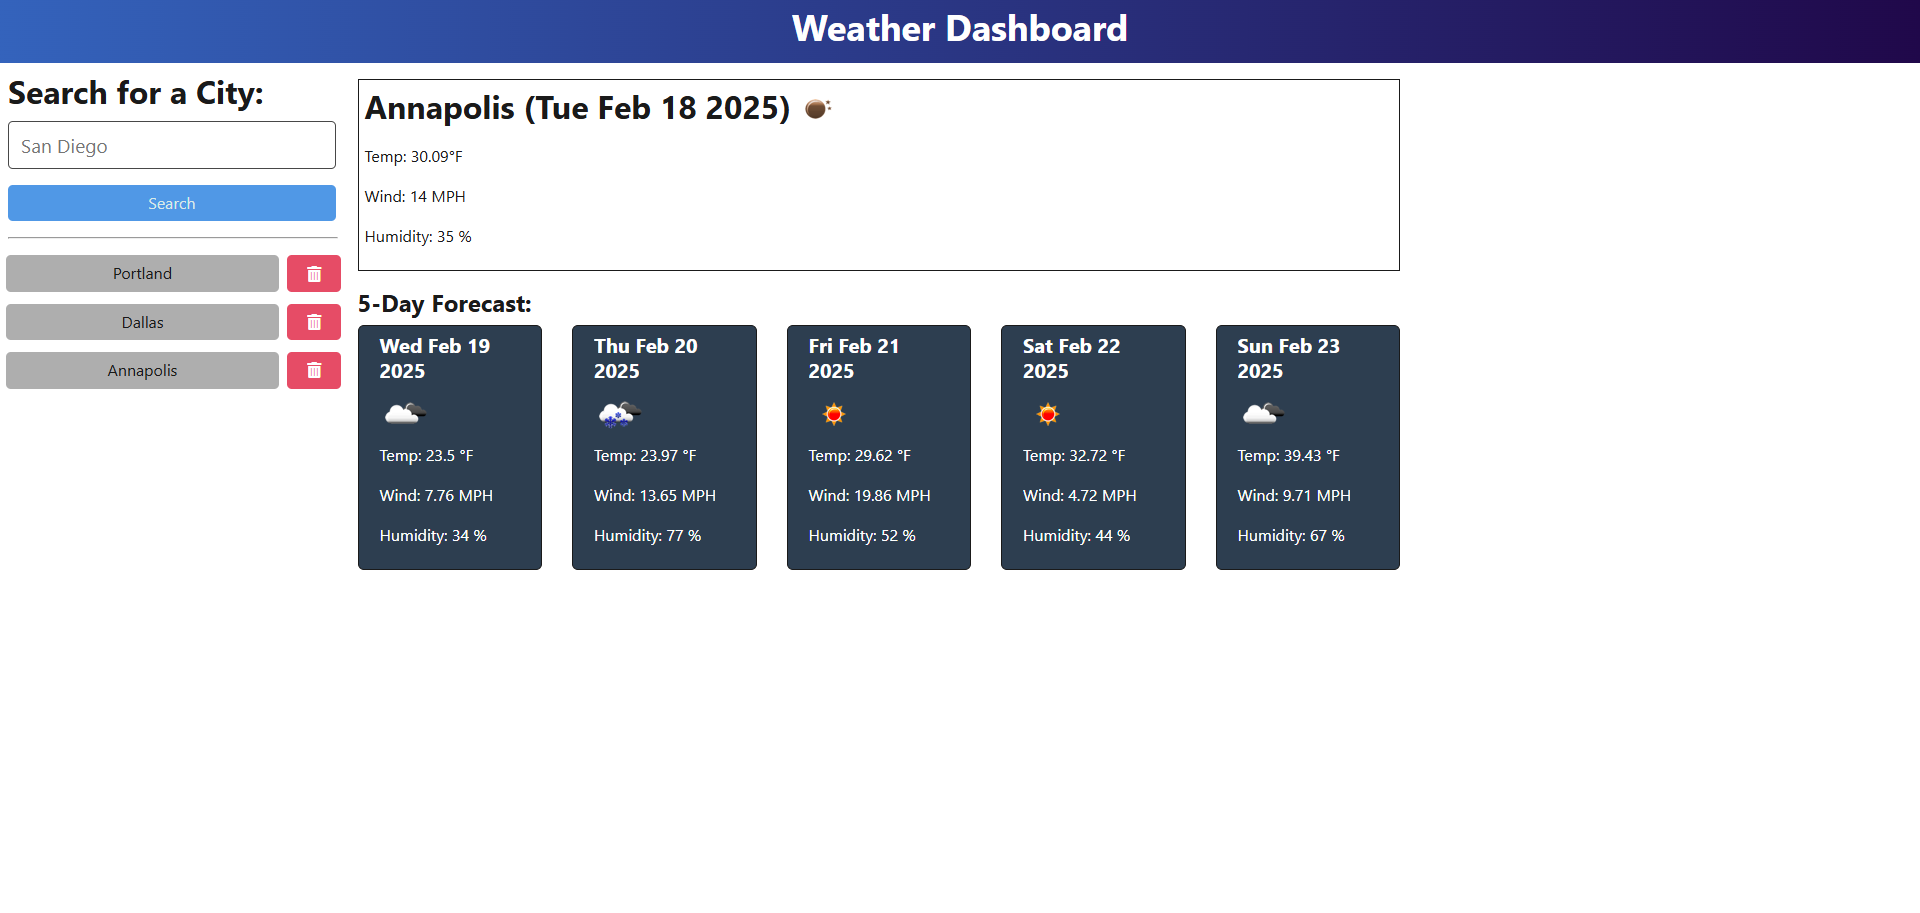 Weather Dashboard
Search for a City:
San Diego
Search
Portland
Dallas
Annapolis
Annapolis (Tue Feb 18 2025)
Temp: 30.09°F
Wind: 14 MPH
Humidity: 35 %
5-Day Forecast:
Wed Feb 19
2025
Temp: 23.5 °F
Wind: 7.76 MPH
Humidity: 34 %
Thu Feb 20
2025
Temp: 23.97 °F
Wind: 13.65 MPH
Humidity: 77 %
Fri Feb 21
2025
Temp: 29.62 °F
Wind: 19.86 MPH
Humidity: 52 %
Sat Feb 22
2025
Temp: 32.72 °F
Wind: 4.72 MPH
Humidity: 44 %
Sun Feb 23
2025
Temp: 39.43 °F
Wind: 9.71 MPH
Humidity: 67 %